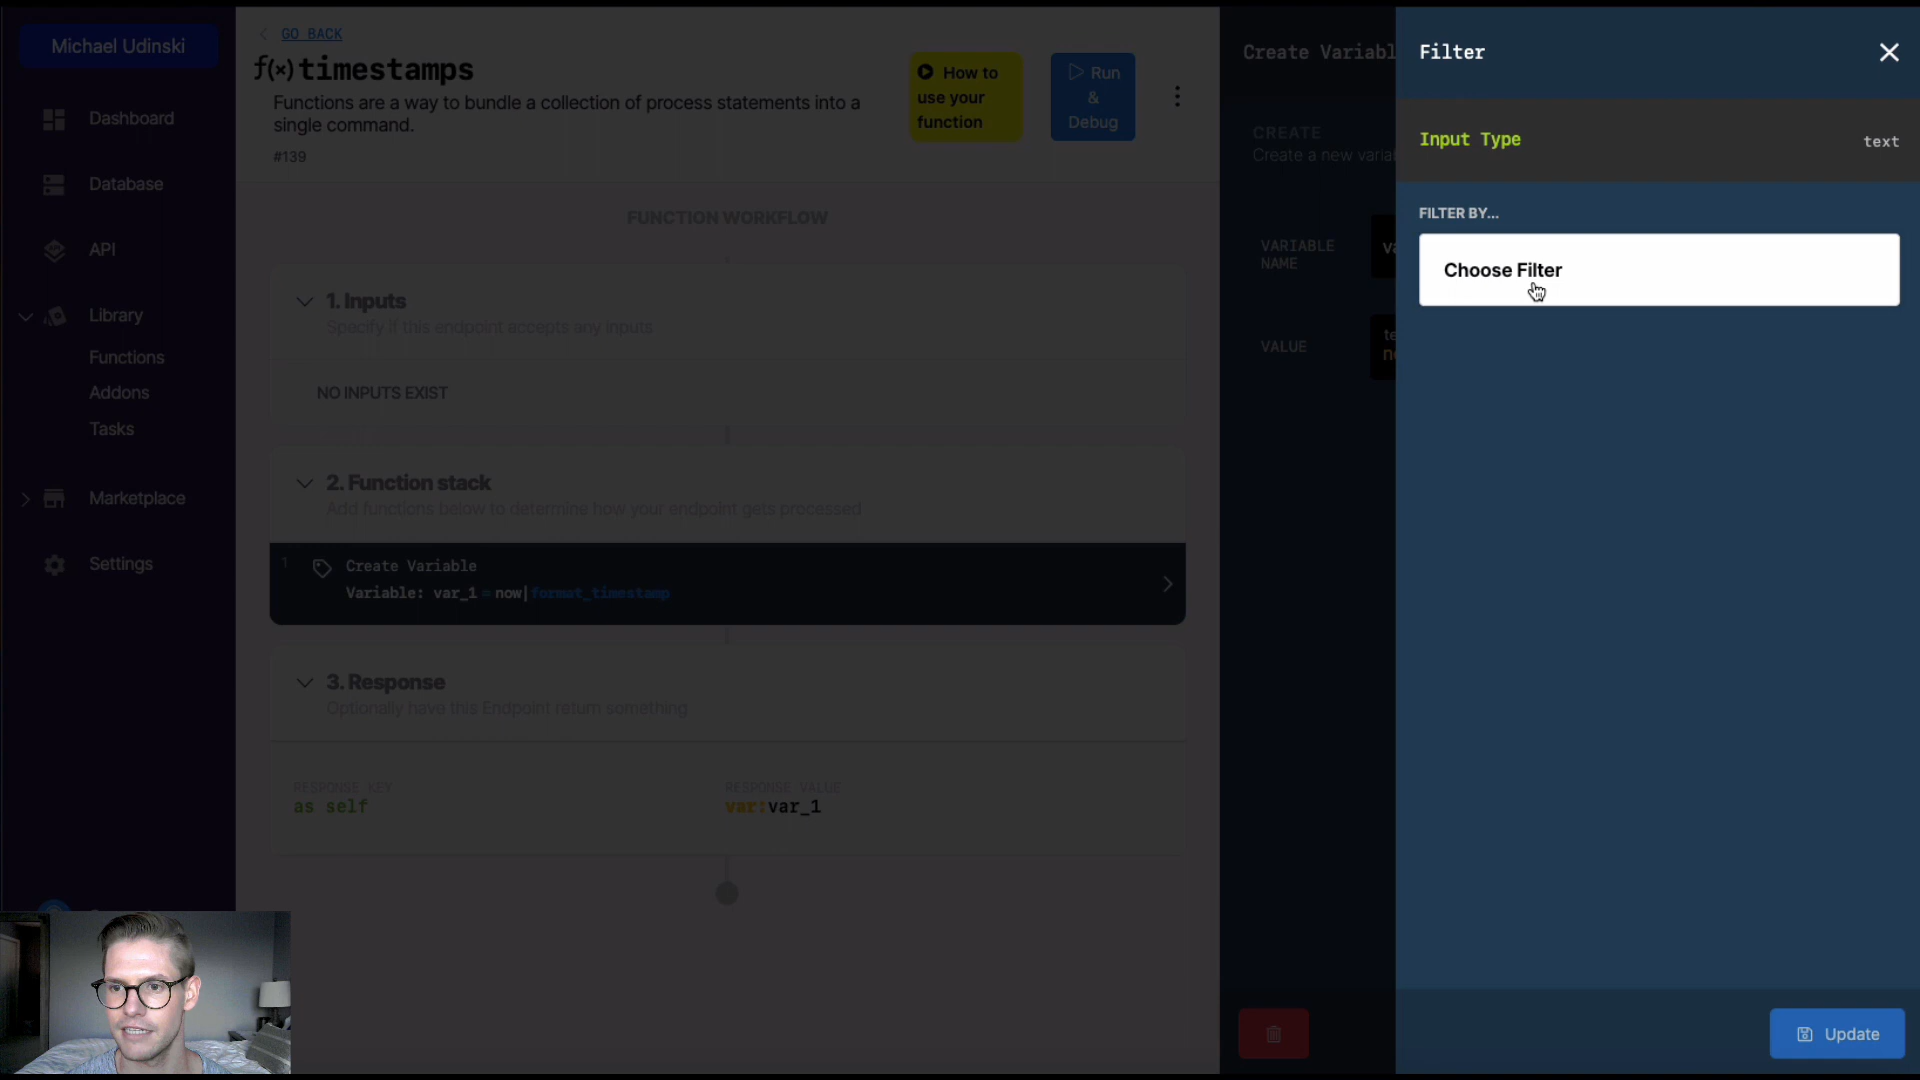 Michael Udinski
Dashboard
Database
API
Library
Functions
Addons
Tasks
Marketplace
Settings
GO BACK
f(×) timestamps
Functions are a way to bundle a collection of process statements into a
single command.
#139
How to
use your
function
Run
&
Debug
FUNCTION WORKFLOW
1. Inputs
Specify if this endpoint accepts any inputs
NO INPUTS EXIST
2. Function stack
Add functions below to determine how your endpoint gets processed
1
Create Variable
Variable: var_1 = now|format_timestamp
3. Response
Optionally have this Endpoint return something
RESPONSE KEY
as self
RESPONSE VALUE
var:var_1
Create Variabl
CREATE
Create a new varia
VARIABLE
NAME
va
VALUE
te
no
Filter
Input Type
text
FILTER BY...
Choose Filter
Update